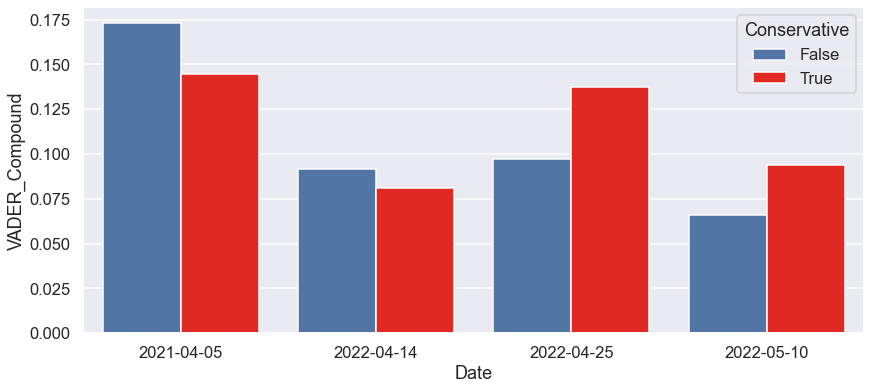 Conservative
False
True
VADER_Compound
0.175
0.150
0.125
0.100
0.075
0.050
0.025
0.000
2021-04-05 2022-04-14 2022-04-25 2022-05-10
Date